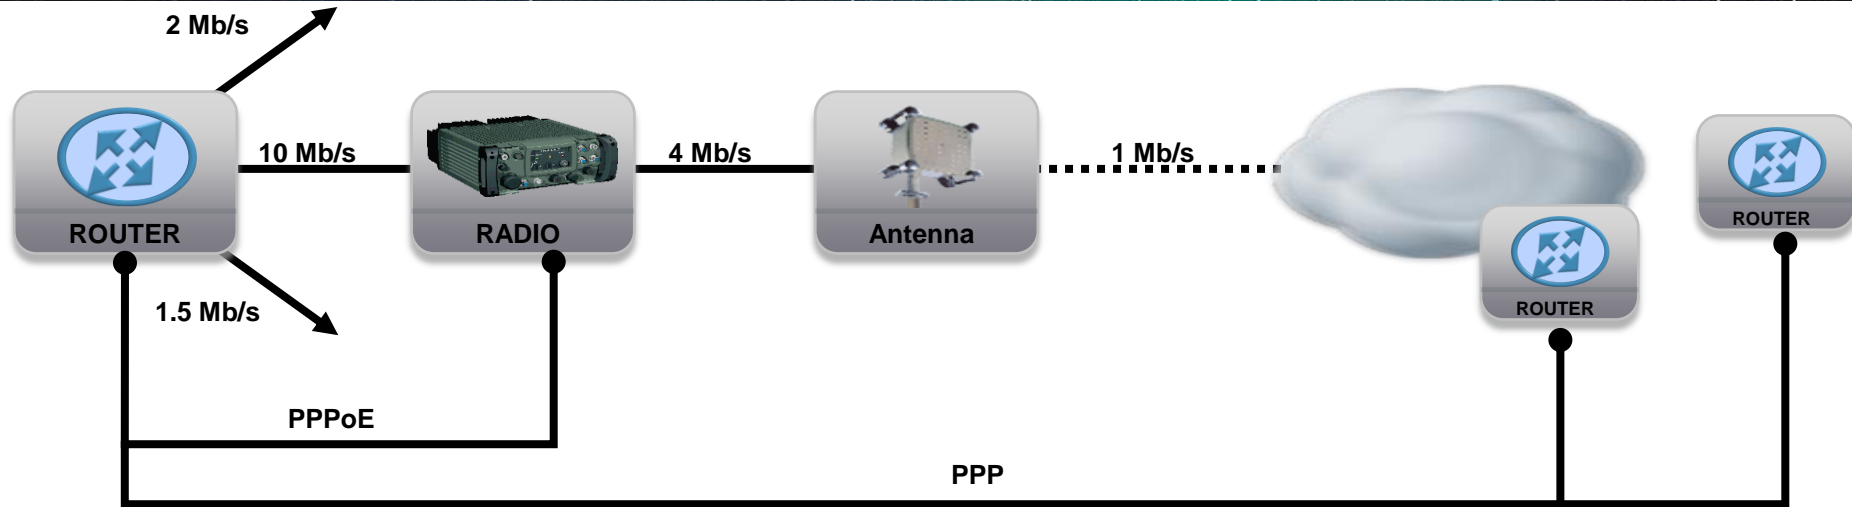 2 Mb/s
10 Mb/s
4 Mb/s
1 Mb/s
ROUTER
RADIO
Antenna
ROUTER
ROUTER
1.5 Mb/s
PPPoE
PPP